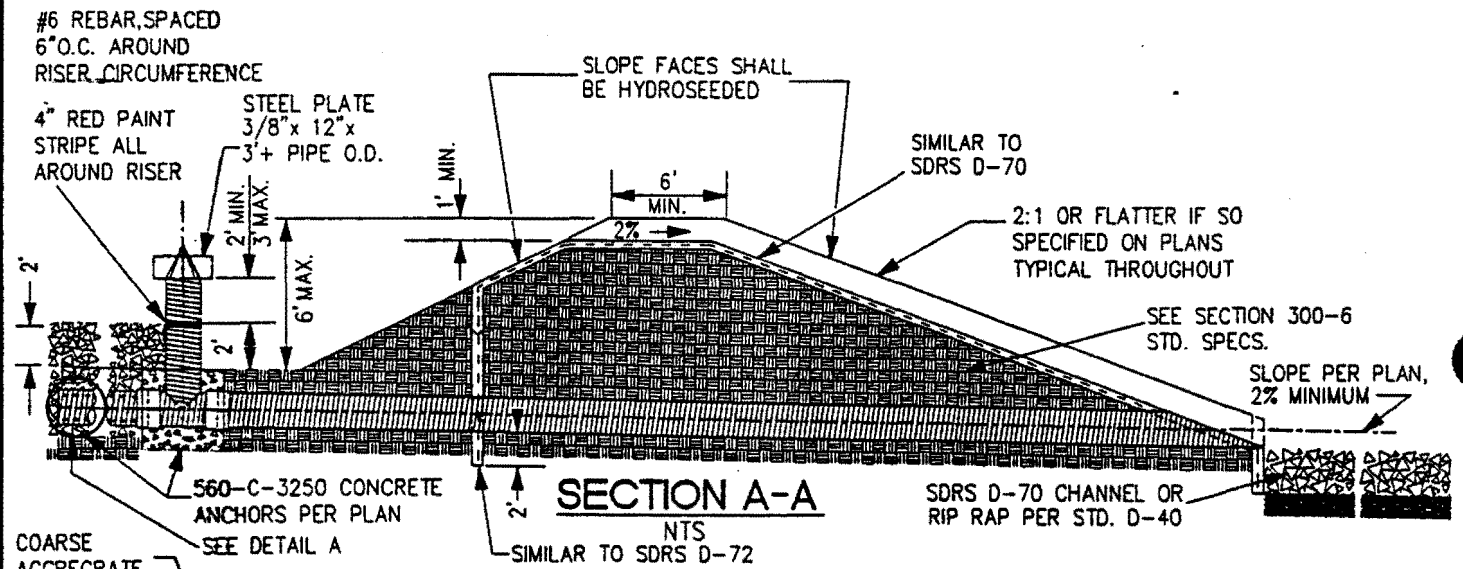 #6 REBAR,SPACED
6"O.C. AROUND
RISER CIRCUMFERENCE
4" RED PAINT
STRIPE ALL
AROUND RISER
STEEL PLATE
3/8"x 12"x
3'+ PIPE O.D.
SLOPE FACES SHALL
BE HYDROSEEDED
SIMILAR TO
SDRS D-70
2:1 OR FLATTER IF SO
SPECIFIED ON PLANS
TYPICAL THROUGHOUT
SEE SECTION 300-6
STD. SPECS.
SLOPE PER PLAN,
2% MINIMUM
1' MIN.
6'
MIN.
2%
2' MIN.
3' MAX.
6' MAX.
2'
2'
2'
560-C-3250 CONCRETE
ANCHORS PER PLAN
SEE DETAIL A
SECTION A-A
NTS
SIMILAR TO SDRS D-72
SDRS D-70 CHANNEL OR
RIP RAP PER STD. D-40
COARSE